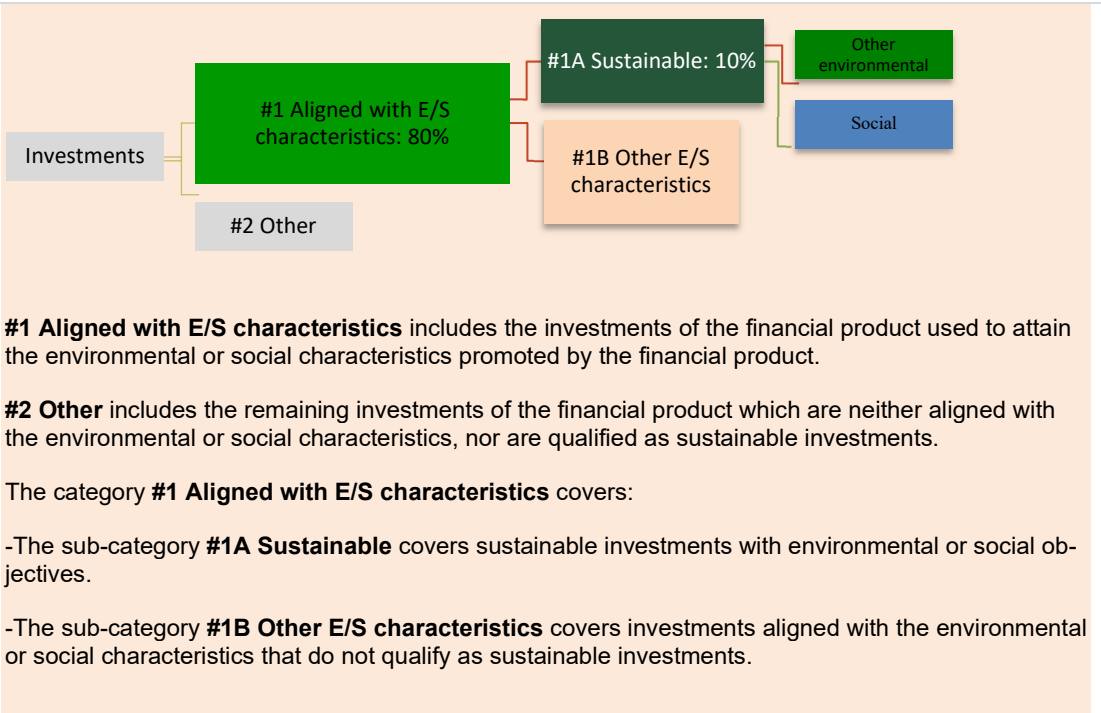 Investments
#1 Aligned with E/S
characteristics: 80%
#2 Other
#1A Sustainable: 10%
#1B Other E/S
characteristics
Other
environmental
Social
#1 Aligned with E/S characteristics includes the investments of the financial product used to attain
the environmental or social characteristics promoted by the financial product.
#2 Other includes the remaining investments of the financial product which are neither aligned with
the environmental or social characteristics, nor are qualified as sustainable investments.
The category #1 Aligned with E/S characteristics covers:
-The sub-category #1A Sustainable covers sustainable investments with environmental or social ob-
jectives.
-The sub-category #1B Other E/S characteristics covers investments aligned with the environmental
or social characteristics that do not qualify as sustainable investments.